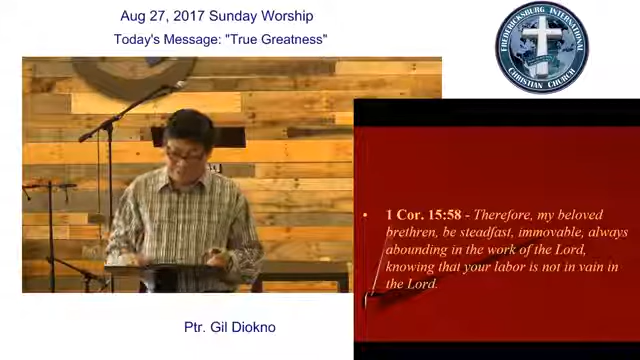 Aug 27, 2017 Sunday Worship
Today's Message: "True Greatness"
FREDERICKSBURG INTERNATIONAL
CHRISTIAN CHURCH
• 1 Cor. 15:58 - Therefore, my beloved
brethren, be steadfast, immovable, always
abounding in the work of the Lord,
knowing that your labor is not in vain in
the Lord.
Ptr. Gil Diokno